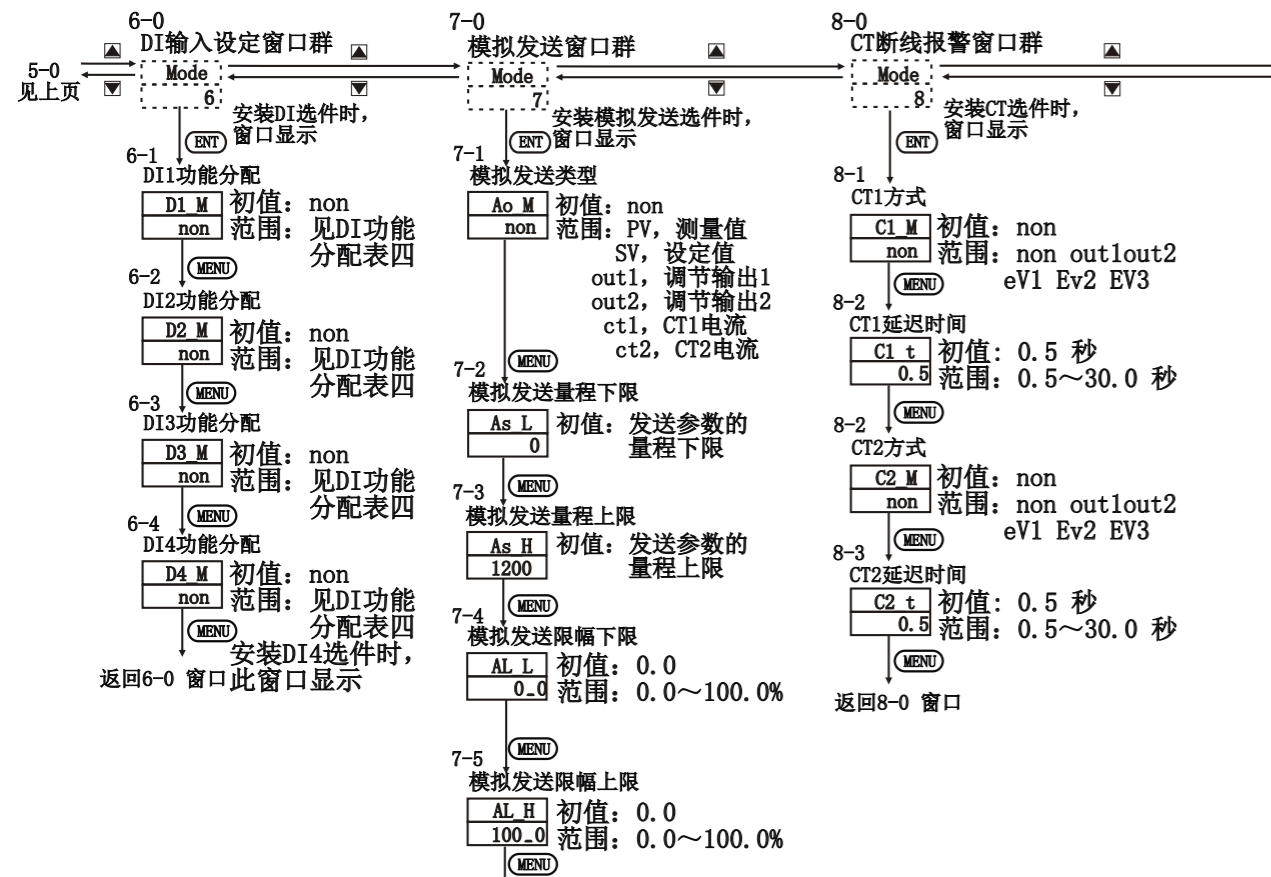 6-0
DI输入设定窗口群
5-0
见上页
Mode
6
安装DI选件时，
窗口显示
ENT
6-1
DI1功能分配
D1_M
non
初值：non
范围：见DI功能
分配表四
MENU
6-2
DI2功能分配
D2_M
non
初值：non
范围：见DI功能
分配表四
MENU
6-3
DI3功能分配
D3_M
non
初值：non
范围：见DI功能
分配表四
MENU
6-4
DI4功能分配
D4_M
non
初值：non
范围：见DI功能
分配表四
MENU
安装DI4选件时，
此窗口显示
返回6-0 窗口
7-0
模拟发送窗口群
Mode
7
安装模拟发送选件时，
窗口显示
ENT
7-1
模拟发送类型
Ao_M
non
初值：non
范围：PV，测量值
SV，设定值
out1，调节输出1
out2，调节输出2
ct1，CT1电流
ct2，CT2电流
MENU
7-2
模拟发送量程下限
As_L
0
初值：发送参数的
量程下限
MENU
7-3
模拟发送量程上限
As_H
1200
初值：发送参数的
量程上限
MENU
7-4
模拟发送限幅下限
AL_L
0_0
初值：0.0
范围：0.0～100.0%
MENU
7-5
模拟发送限幅上限
AL_H
100_0
初值：0.0
范围：0.0～100.0%
MENU
8-0
CT断线报警窗口群
Mode
8
安装CT选件时，
窗口显示
ENT
8-1
CT1方式
C1_M
non
初值：non
范围：non out1out2
eV1 Ev2 EV3
MENU
8-2
CT1延迟时间
C1_t
0.5
初值：0.5 秒
范围：0.5～30.0 秒
MENU
8-2
CT2方式
C2_M
non
初值：non
范围：non out1out2
eV1 Ev2 EV3
MENU
8-3
CT2延迟时间
C2_t
0.5
初值：0.5 秒
范围：0.5～30.0 秒
MENU
返回8-0 窗口